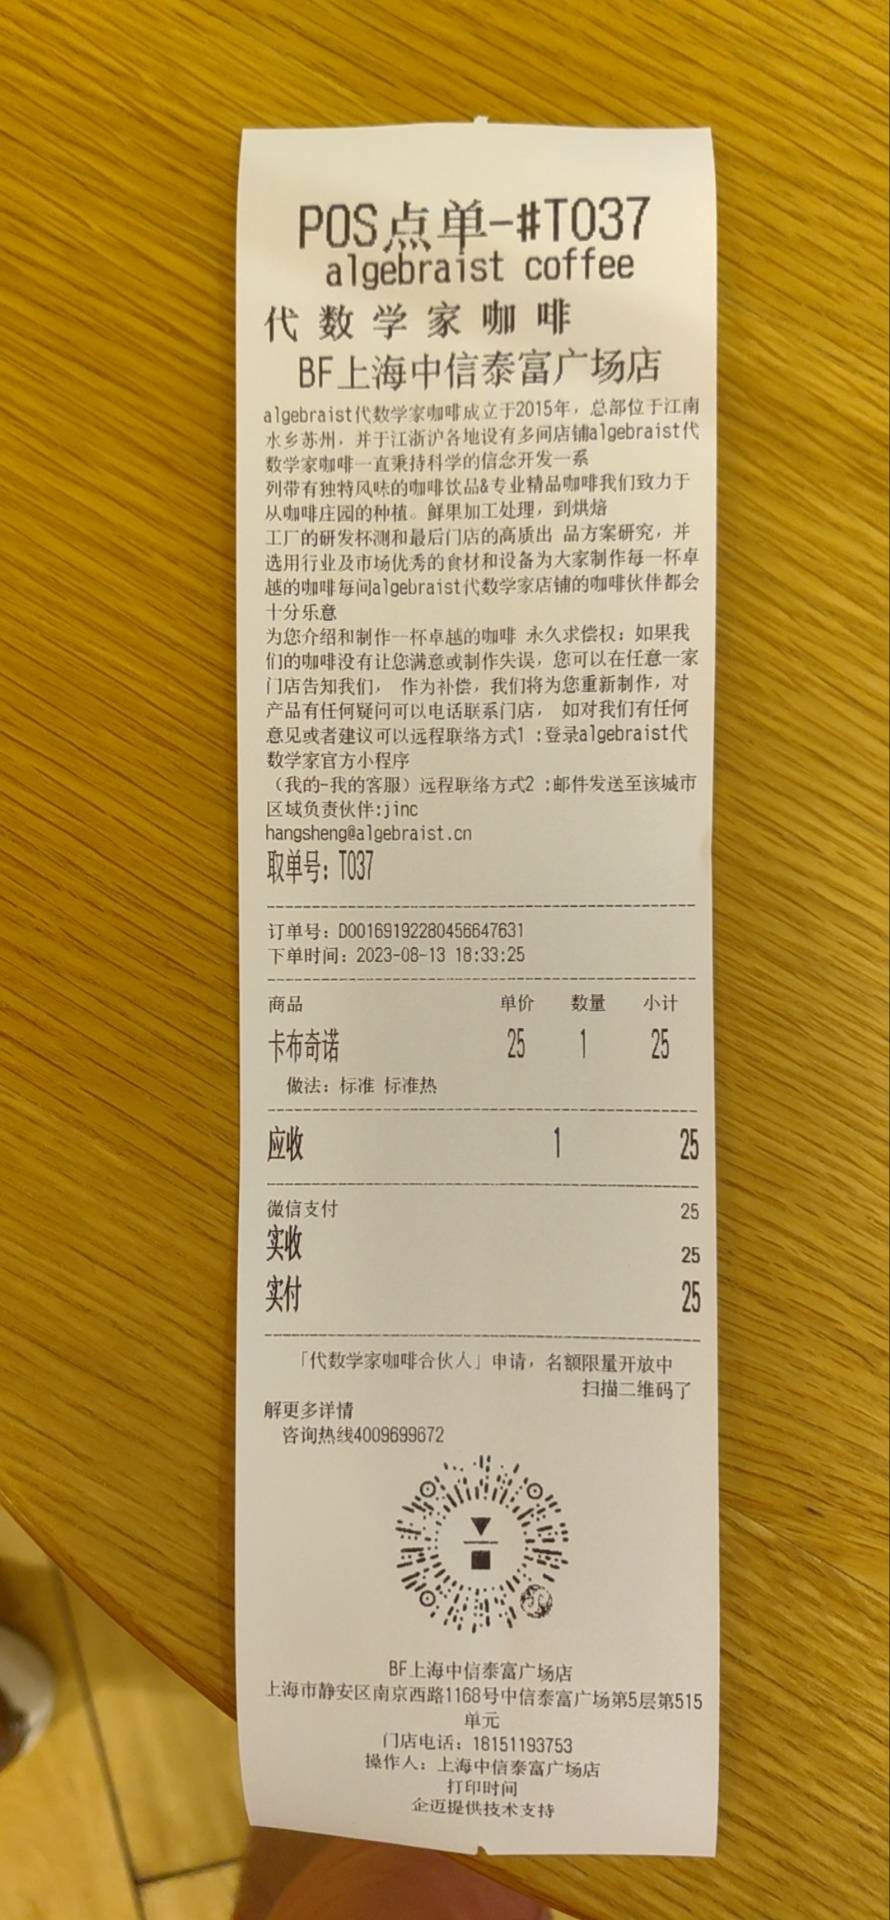 POS点单-#T037
algebraist coffee
代数学家咖啡
BF上海中信泰富广场店
algebraist代数学家咖啡成立于2015年，总部位于江南
水乡苏州，并于江浙沪各地设有多间店铺algebraist代
数学家咖啡一直秉持科学的信念开发一系
列带有独特风味的咖啡饮品&专业精品咖啡我们致力于
从咖啡庄园的种植。鲜果加工处理，到烘焙
工厂的研发杯测和最后门店的高质出 品方案研究，并
选用行业及市场优秀的食材和设备为大家制作每一杯卓
越的咖啡每间algebraist代数学家店铺的咖啡伙伴都会
十分乐意
为您介绍和制作一杯卓越的咖啡 永久求偿权：如果我
们的咖啡没有让您满意或制作失误，您可以在任意一家
门店告知我们， 作为补偿，我们将为您重新制作，对
产品有任何疑问可以电话联系门店， 如对我们有任何
意见或者建议可以远程联络方式1 :登录algebraist代
数学家官方小程序
（我的-我的客服）远程联络方式2 :邮件发送至该城市
区域负责伙伴:jinc
hangsheng@algebraist.cn
取单号：T037
订单号：D00169192280456647631
下单时间：2023-08-13 18:33:25
商品 单价 数量 小计
卡布奇诺 25 1 25
做法：标准 标准热
应收 1 25
微信支付 25
实收 25
实付 25
「代数学家咖啡合伙人」申请，名额限量开放中
扫描二维码了
解更多详情
咨询热线4009699672
BF上海中信泰富广场店
上海市静安区南京西路1168号中信泰富广场第5层第515
单元
门店电话：18151193753
操作人：上海中信泰富广场店
打印时间
企迈提供技术支持